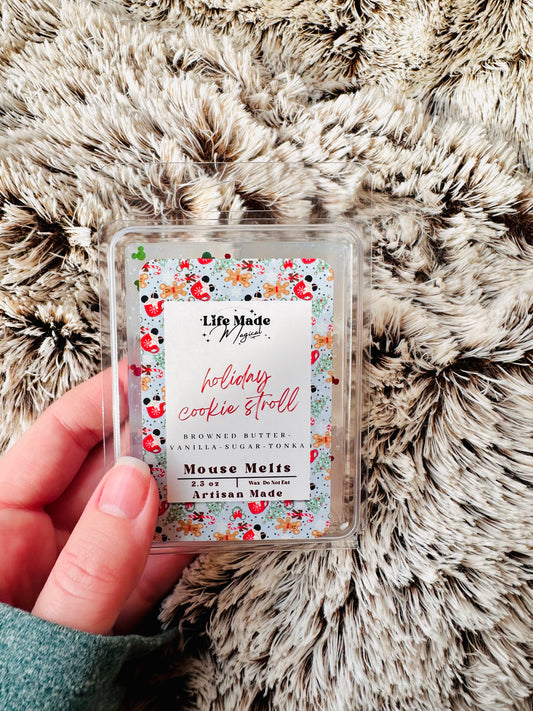 Life Made
Magical
holiday
cookie stroll
BROWNED BUTTER-
VANILLA-SUGAR-TONKA
Mouse Melts
2.5 oz
Wax- Do Not Eat
Artisan Made